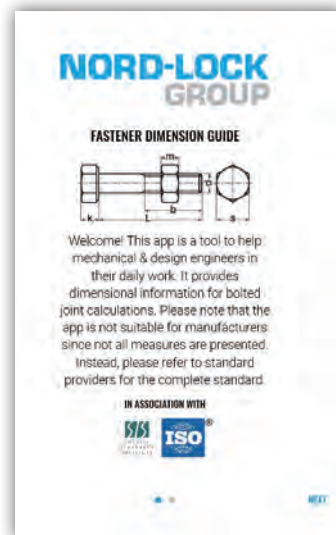 NORD-LOCK
GROUP
FASTENER DIMENSION GUIDE
m
d
k
L
b
s
Welcome! This app is a tool to help
mechanical & design engineers in
their daily work. It provides
dimensional information for bolted
joint calculations. Please note that the
app is not suitable for manufacturers
since not all measures are presented.
Instead, please refer to standard
providers for the complete standard.
IN ASSOCIATION WITH
SIS
ISO®
NEXT